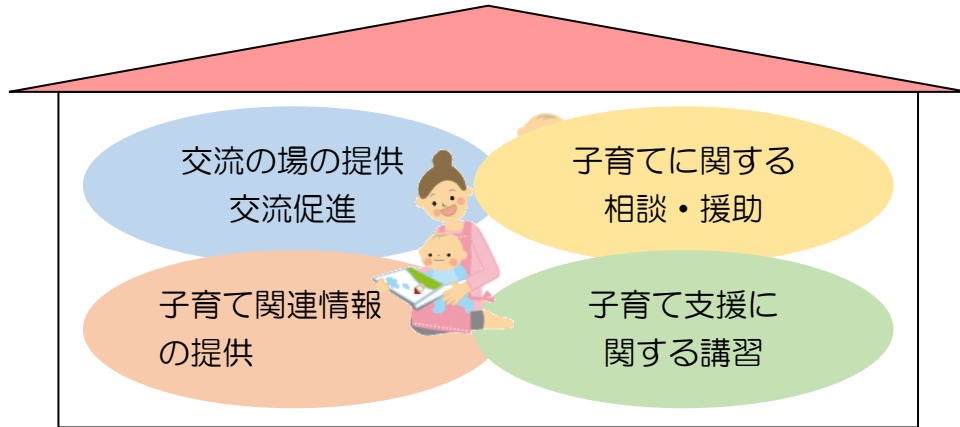 交流の場の提供
交流促進
子育てに関する
相談・援助
子育て関連情報
の提供
子育て支援に
関する講習